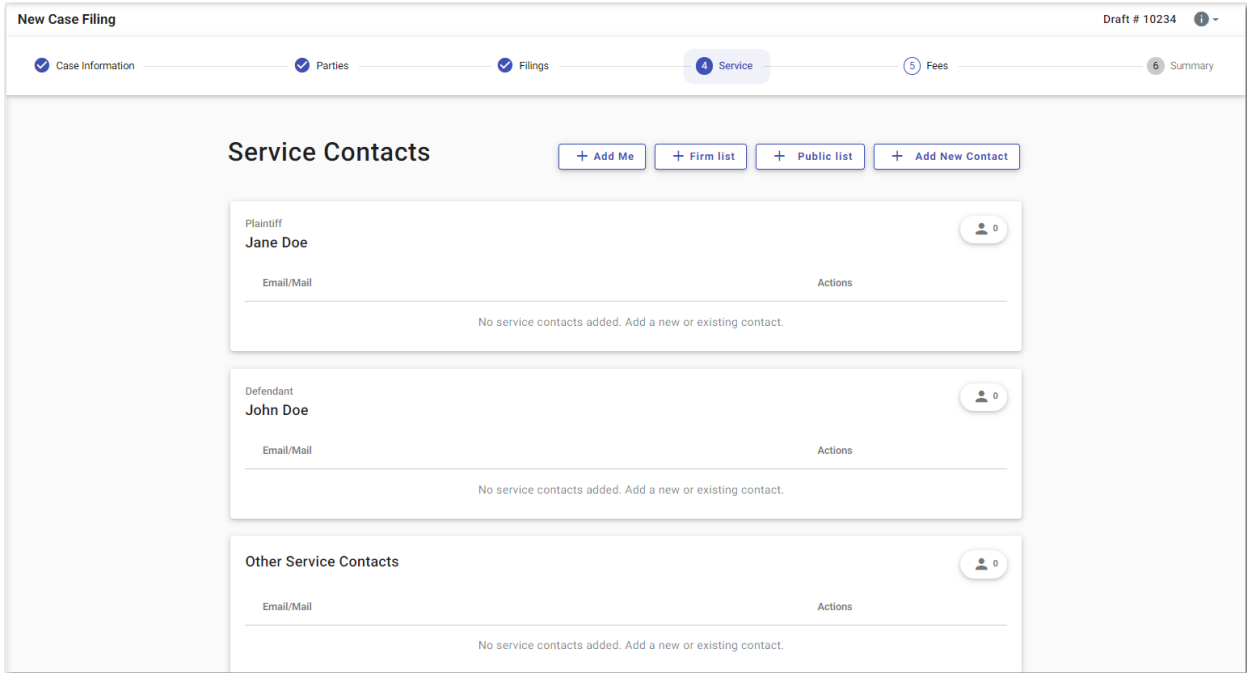 New Case Filing Draft # 10234 i
Case Information Parties Filings 4 Service 5 Fees 6 Summary
Service Contacts + Add Me + Firm list + Public list + Add New Contact
Plaintiff
Jane Doe 0
Email/Mail Actions
No service contacts added. Add a new or existing contact.
Defendant
John Doe 0
Email/Mail Actions
No service contacts added. Add a new or existing contact.
Other Service Contacts 0
Email/Mail Actions
No service contacts added. Add a new or existing contact.